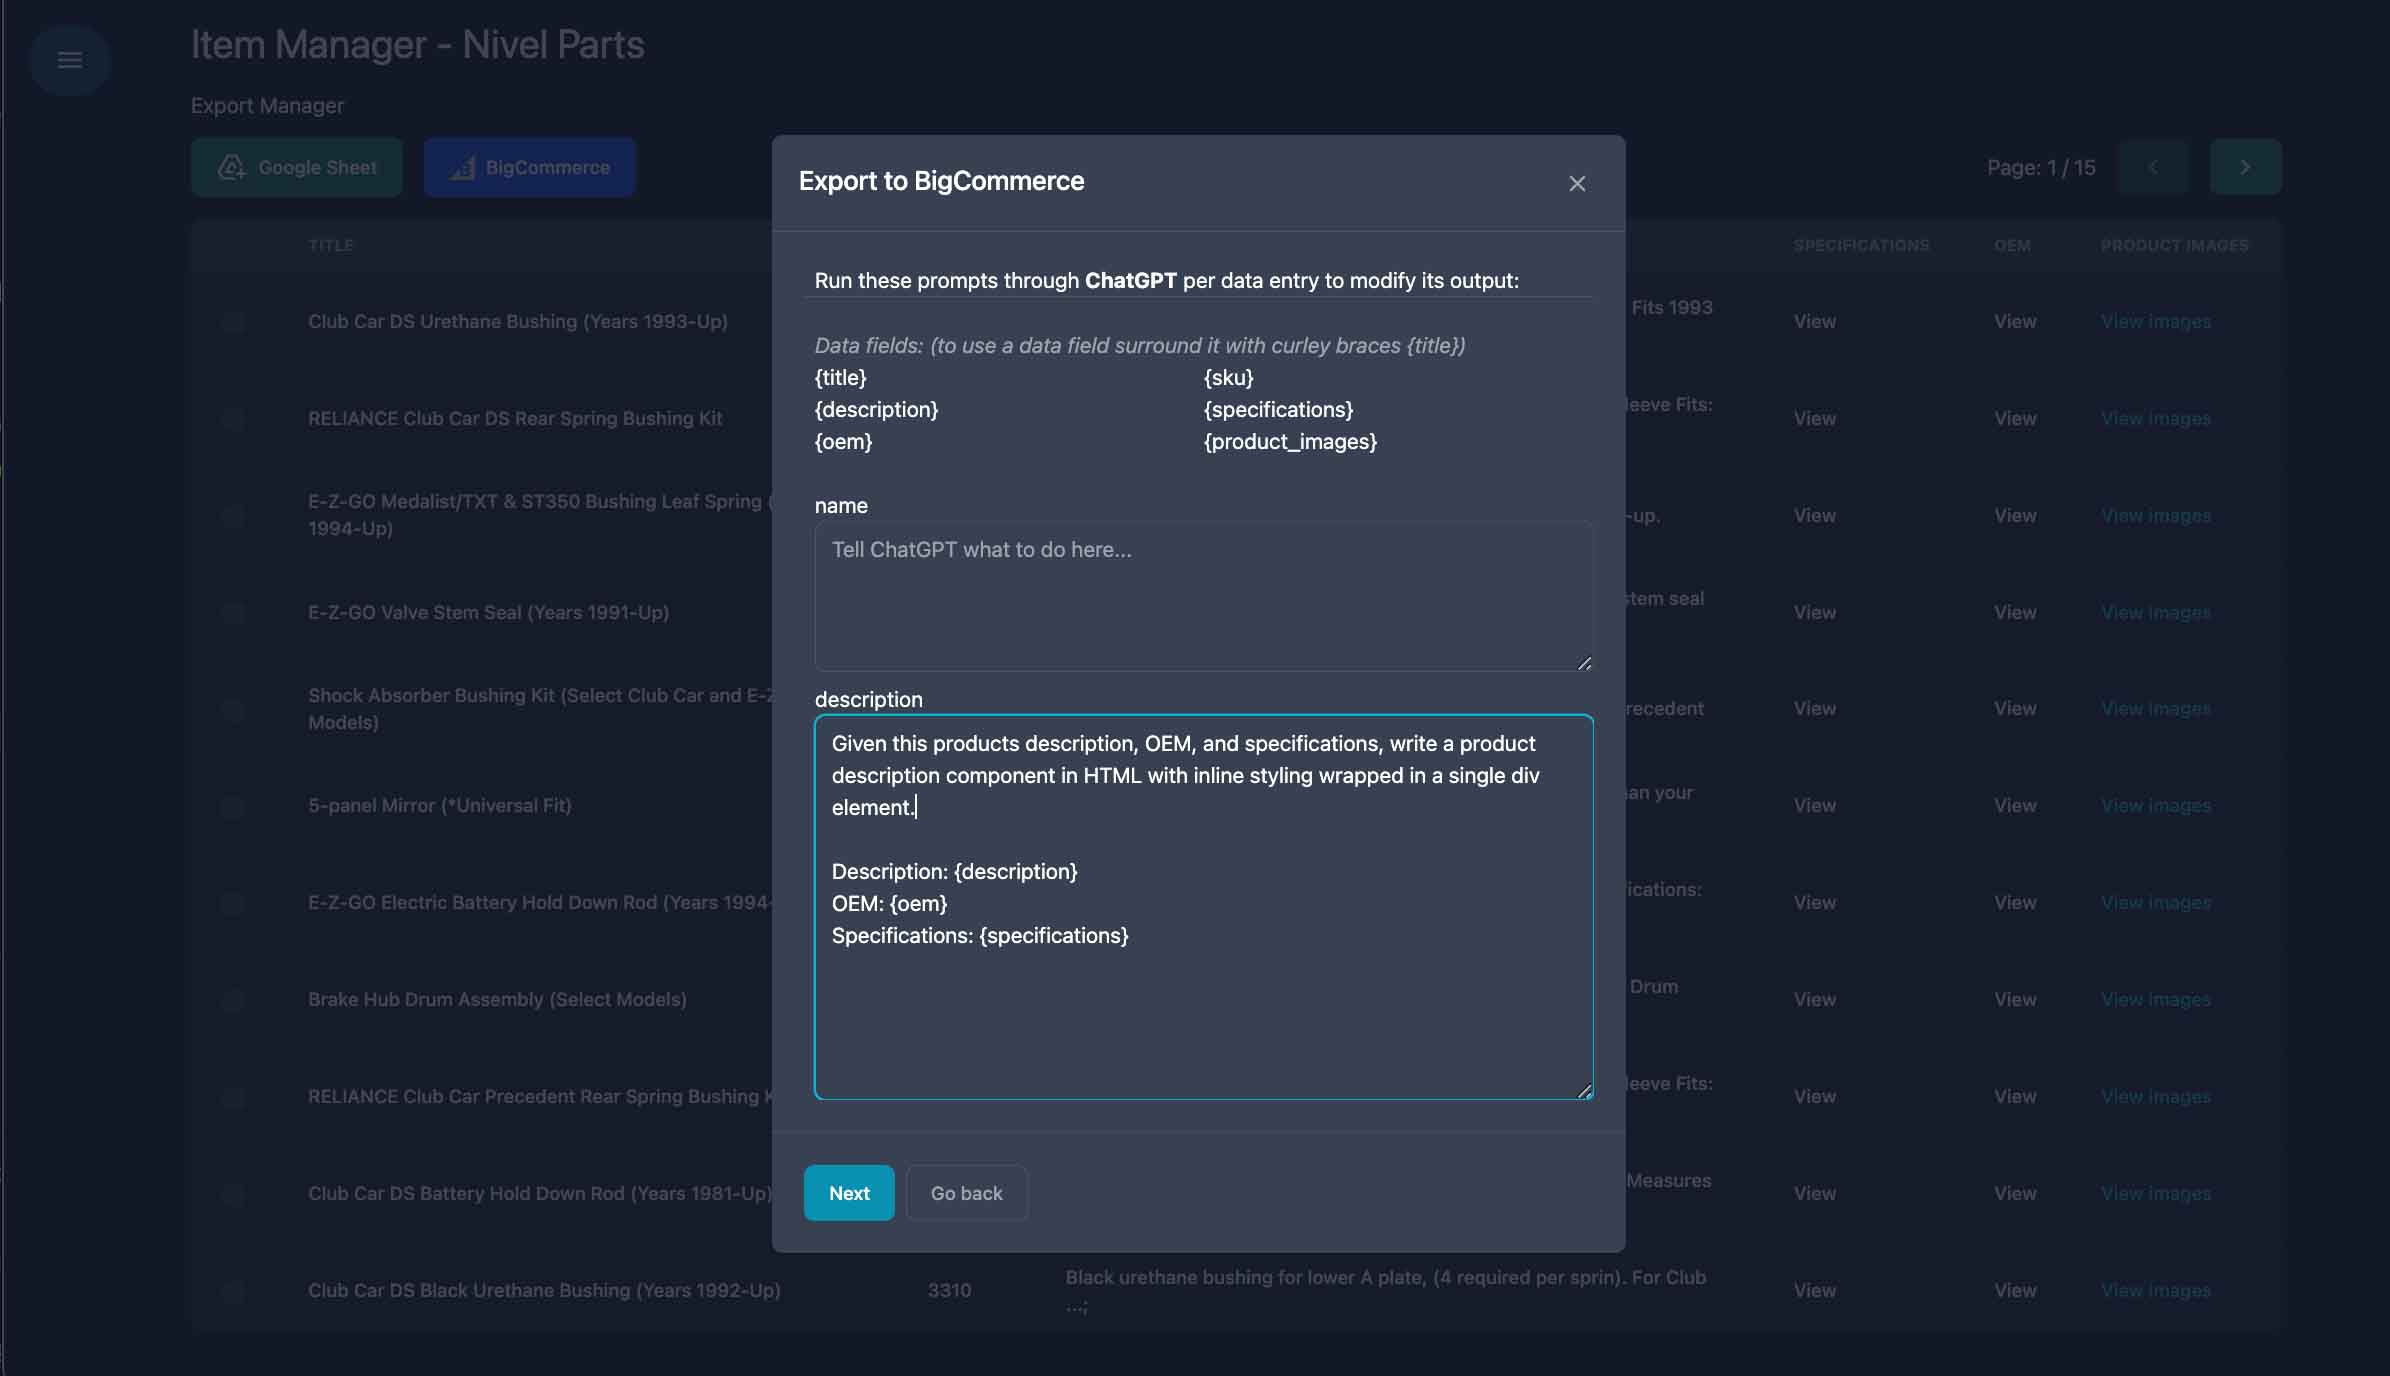 Item Manager - Nivel Parts
Export Manager
Google Sheet
BigCommerce
Page: 1 / 15
TITLE
SPECIFICATIONS
OEM
PRODUCT IMAGES
Club Car DS Urethane Bushing (Years 1993-Up)
Fits 1993
View
View
View images
RELIANCE Club Car DS Rear Spring Bushing Kit
leeve Fits:
View
View
View images
E-Z-GO Medalist/TXT & ST350 Bushing Leaf Spring (
1994-Up)
-up.
View
View
View images
E-Z-GO Valve Stem Seal (Years 1991-Up)
stem seal
View
View
View images
Shock Absorber Bushing Kit (Select Club Car and E-Z
Models)
recedent
View
View
View images
5-panel Mirror (*Universal Fit)
an your
View
View
View images
E-Z-GO Electric Battery Hold Down Rod (Years 1994-
ications:
View
View
View images
Brake Hub Drum Assembly (Select Models)
Drum
View
View
View images
RELIANCE Club Car Precedent Rear Spring Bushing K
leeve Fits:
View
View
View images
Club Car DS Battery Hold Down Rod (Years 1981-Up)
Measures
View
View
View images
Club Car DS Black Urethane Bushing (Years 1992-Up)
3310
Black urethane bushing for lower A plate, (4 required per sprin). For Club
...;
View
View
View images
Export to BigCommerce
Run these prompts through ChatGPT per data entry to modify its output:
Data fields: (to use a data field surround it with curley braces {title})
{title}
{sku}
{description}
{specifications}
{oem}
{product_images}
name
Tell ChatGPT what to do here...
description
Given this products description, OEM, and specifications, write a product
description component in HTML with inline styling wrapped in a single div
element.
Description: {description}
OEM: {oem}
Specifications: {specifications}
Next
Go back